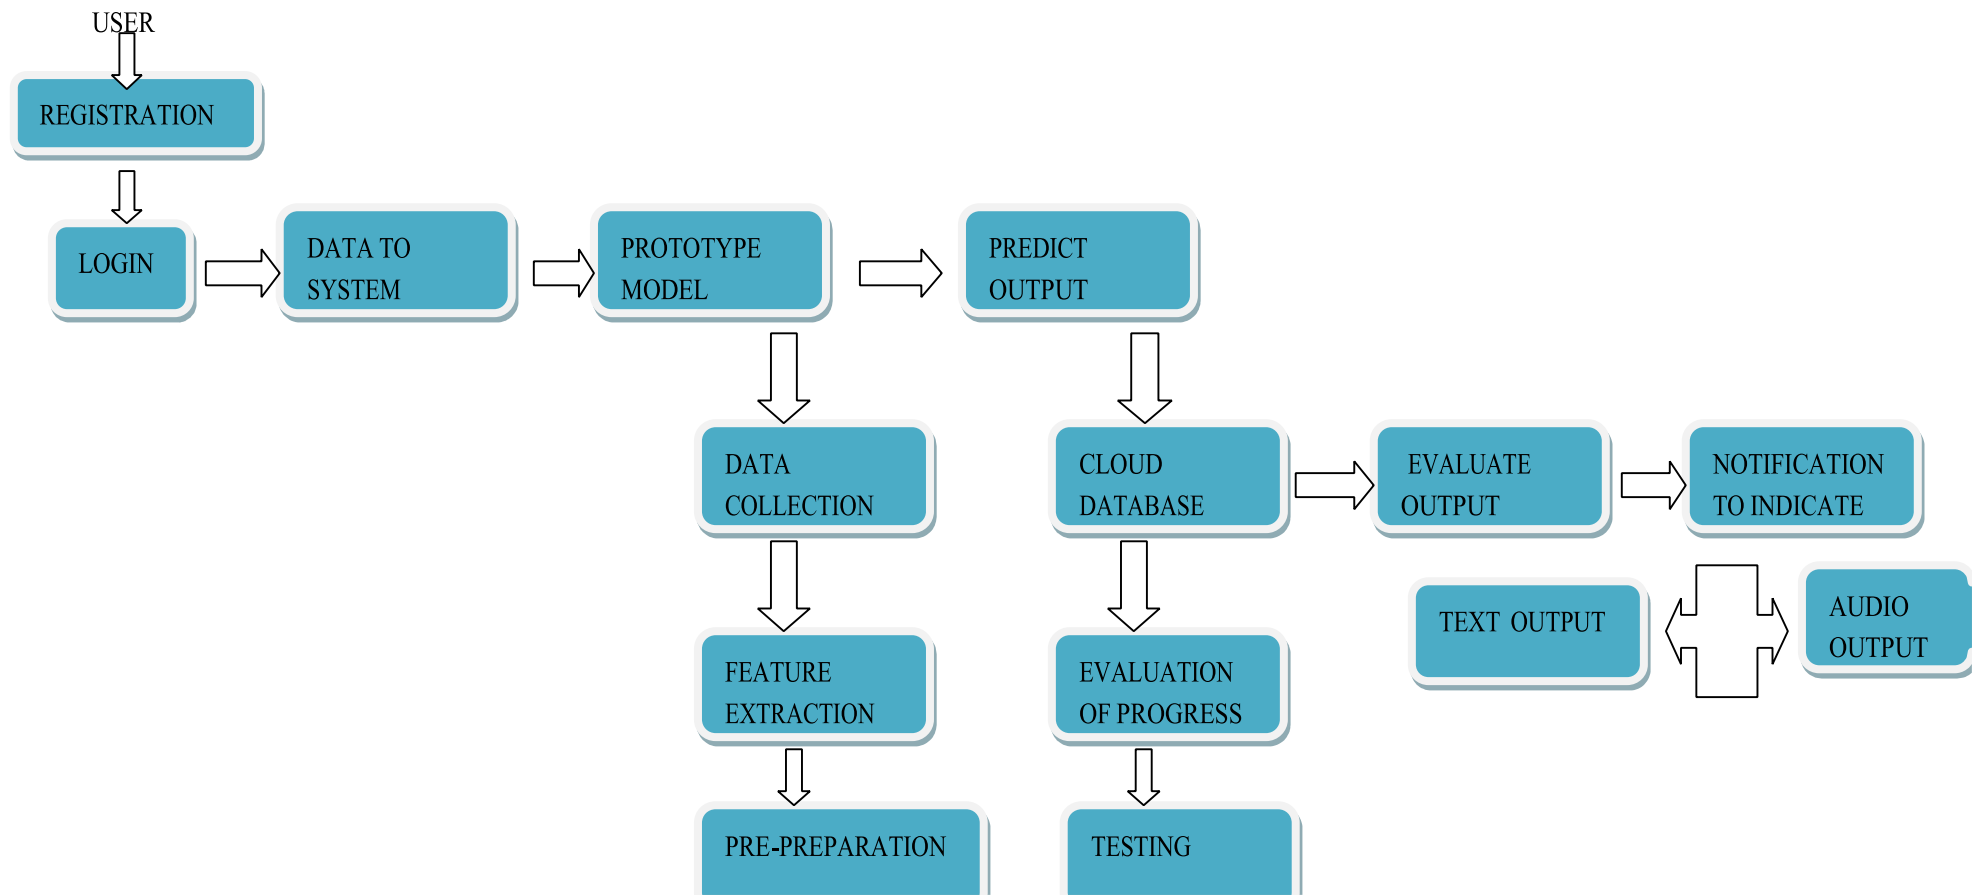 USER
REGISTRATION
LOGIN
DATA TO
SYSTEM
PROTOTYPE
MODEL
PREDICT
OUTPUT
DATA
COLLECTION
CLOUD
DATABASE
EVALUATE
OUTPUT
NOTIFICATION
TO INDICATE
FEATURE
EXTRACTION
EVALUATION
OF PROGRESS
TEXT OUTPUT
AUDIO
OUTPUT
PRE-PREPARATION
TESTING